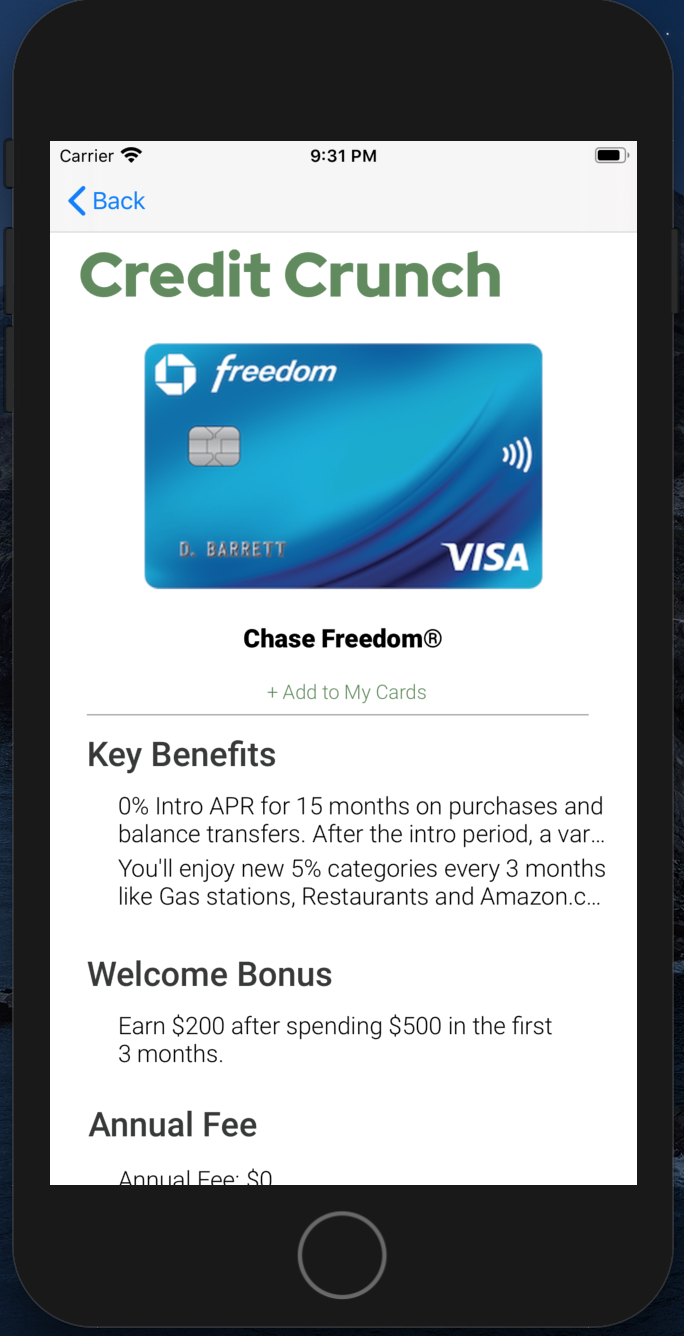 Carrier 9:31 PM
Back
Credit Crunch
freedom
D. BARRETT
VISA
Chase Freedom®
+ Add to My Cards
Key Benefits
0% Intro APR for 15 months on purchases and
balance transfers. After the intro period, a var...
You'll enjoy new 5% categories every 3 months
like Gas stations, Restaurants and Amazon.c...
Welcome Bonus
Earn $200 after spending $500 in the first
3 months.
Annual Fee
Annual Fee: $0